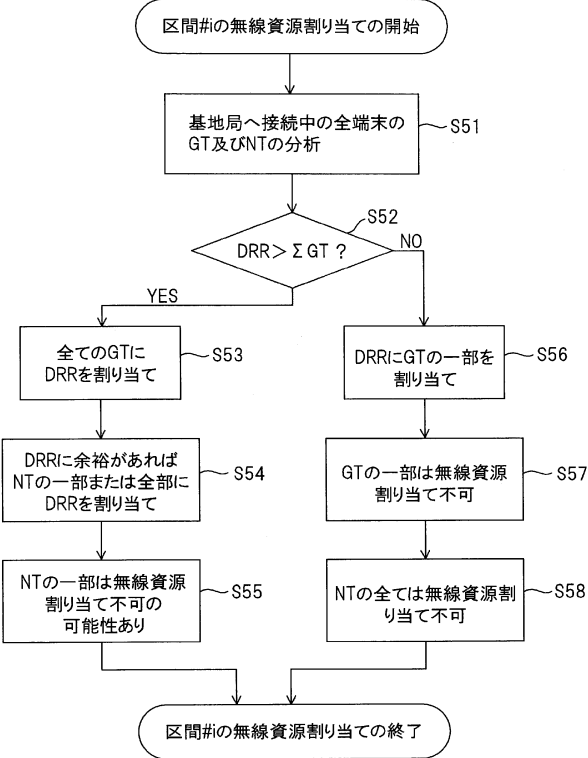 区間#iの無線資源割り当ての開始
基地局へ接続中の全端末の
GT及びNTの分析
S51
S52
DRR＞ΣGT？
NO
YES
全てのGTに
DRRを割り当て
S53
DRRに余裕があれば
NTの一部または全部に
DRRを割り当て
S54
NTの一部は無線資源
割り当て不可の
可能性あり
S55
DRRにGTの一部を
割り当て
S56
GTの一部は無線資源
割り当て不可
S57
NTの全ては無線資源割
り当て不可
S58
区間#iの無線資源割り当ての終了